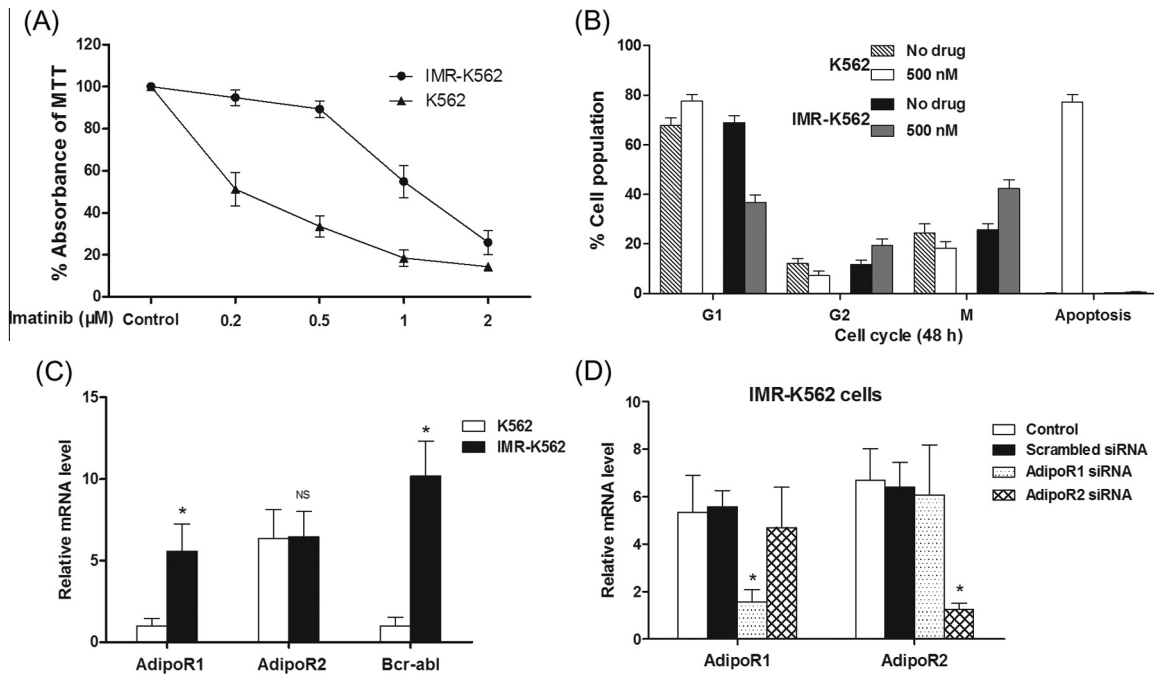 (A)
% Absorbance of MTT
120
100
80
60
40
20
0
IMR-K562
K562
Imatinib (µM) Control 0.2 0.5 1 2
(B)
% Cell population
100
80
60
40
20
0
K562
No drug
500 nM
IMR-K562
No drug
500 nM
G1 G2 M Apoptosis
Cell cycle (48 h)
(C)
Relative mRNA level
15
10
5
0
K562
IMR-K562
*
NS
*
AdipoR1 AdipoR2 Bcr-abl
(D)
IMR-K562 cells
Relative mRNA level
10
8
6
4
2
0
Control
Scrambled siRNA
AdipoR1 siRNA
AdipoR2 siRNA
*
*
AdipoR1 AdipoR2